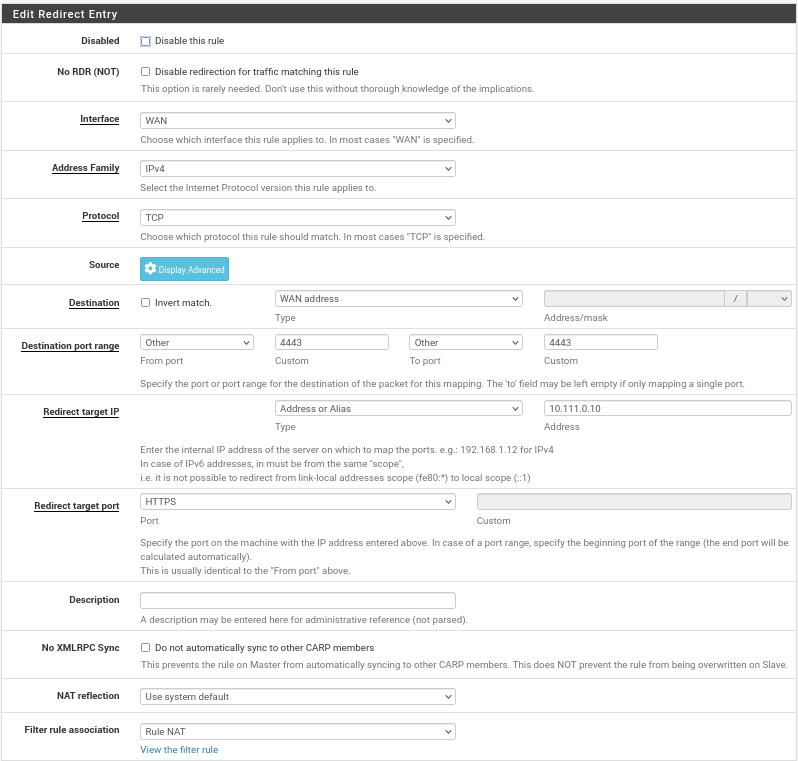 Edit Redirect Entry
Disabled
Disable this rule
No RDR (NOT)
Disable redirection for traffic matching this rule
This option is rarely needed. Don't use this without thorough knowledge of the implications.
Interface
WAN
Choose which interface this rule applies to. In most cases "WAN" is specified.
Address Family
IPv4
Select the Internet Protocol version this rule applies to.
Protocol
TCP
Choose which protocol this rule should match. In most cases "TCP" is specified.
Source
Display Advanced
Destination
Invert match.
WAN address
/
Type
Address/mask
Destination port range
Other
4443
Other
4443
From port
Custom
To port
Custom
Specify the port or port range for the destination of the packet for this mapping. The 'to' field may be left empty if only mapping a single port.
Redirect target IP
Address or Alias
10.111.0.10
Type
Address
Enter the internal IP address of the server on which to map the ports. e.g.: 192.168.1.12 for IPv4
In case of IPv6 addresses, in must be from the same "scope",
i.e. it is not possible to redirect from link-local addresses scope (fe80:*) to local scope (::1)
Redirect target port
HTTPS
Port
Custom
Specify the port on the machine with the IP address entered above. In case of a port range, specify the beginning port of the range (the end port will be
calculated automatically).
This is usually identical to the "From port" above.
Description
A description may be entered here for administrative reference (not parsed).
No XMLRPC Sync
Do not automatically sync to other CARP members
This prevents the rule on Master from automatically syncing to other CARP members. This does NOT prevent the rule from being overwritten on Slave.
NAT reflection
Use system default
Filter rule association
Rule NAT
View the filter rule